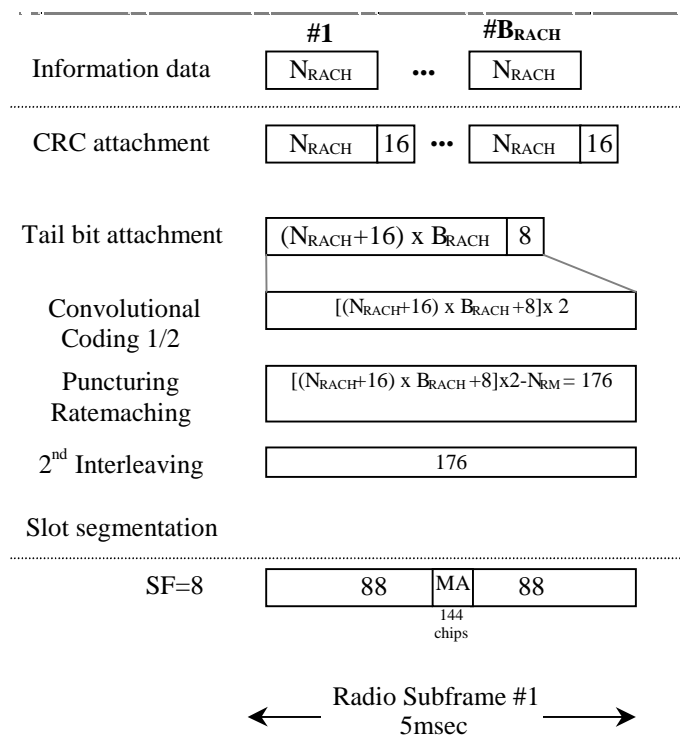 #1 #BRACH
Information data NRACH ••• NRACH
CRC attachment NRACH 16 ••• NRACH 16
Tail bit attachment (NRACH+16) x BRACH 8
Convolutional Coding 1/2
[(NRACH+16) x BRACH +8]x 2
Puncturing Ratemaching
[(NRACH+16) x BRACH +8]x2-NRM = 176
2nd Interleaving 176
Slot segmentation
SF=8 88 MA 88
144
chips
Radio Subframe #1
5msec